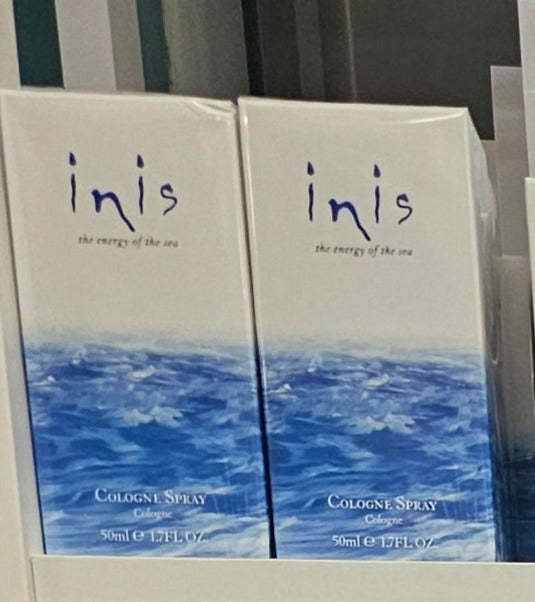 inis
the energy of the sea
COLOGNE SPRAY
Cologne
50ml e 1.7FL OZ
inis
the energy of the sea
COLOGNE SPRAY
Cologne
50ml e 1.7FL OZ